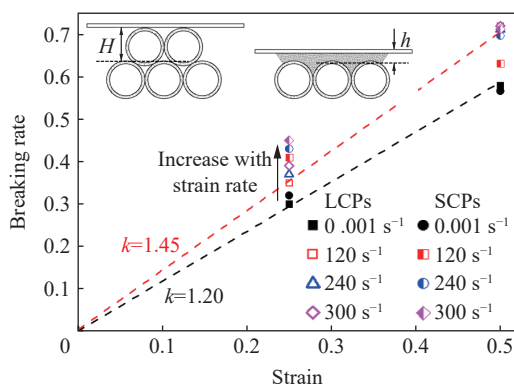 H
h
Breaking rate
0.7
0.6
0.5
0.4
0.3
0.2
0.1
0
0.1
0.2
0.3
0.4
0.5
Strain
Increase with
strain rate
k=1.45
k=1.20
LCPs SCPs
0 .001 s⁻¹ 0.001 s⁻¹
120 s⁻¹ 120 s⁻¹
240 s⁻¹ 240 s⁻¹
300 s⁻¹ 300 s⁻¹